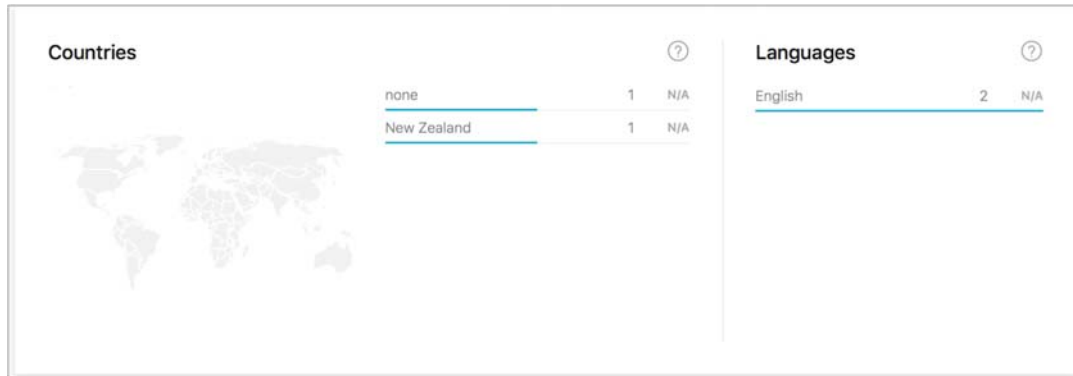 Countries
none 1 N/A
New Zealand 1 N/A
Languages
English 2 N/A